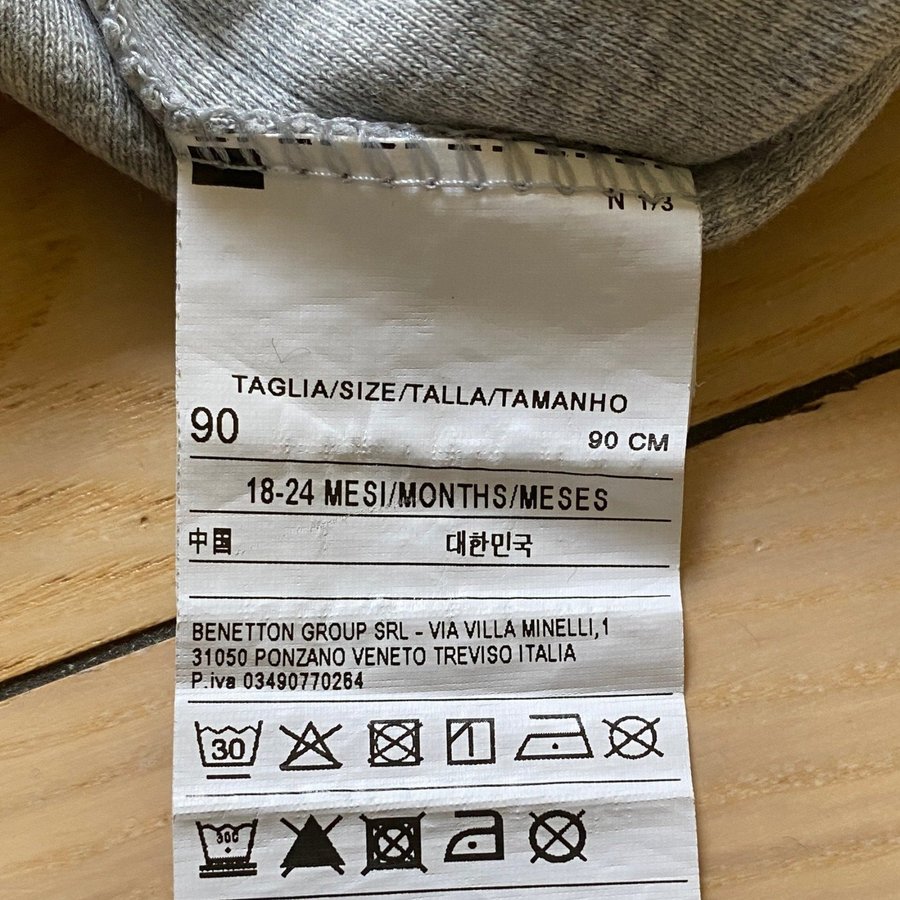 N 1/3
TAGLIA/SIZE/TALLA/TAMANHO
90 90 CM
18-24 MESI/MONTHS/MESES
中国 대한민국
BENETTON GROUP SRL - VIA VILLA MINELLI,1
31050 PONZANO VENETO TREVISO ITALIA
P.iva 03490770264
30
30C